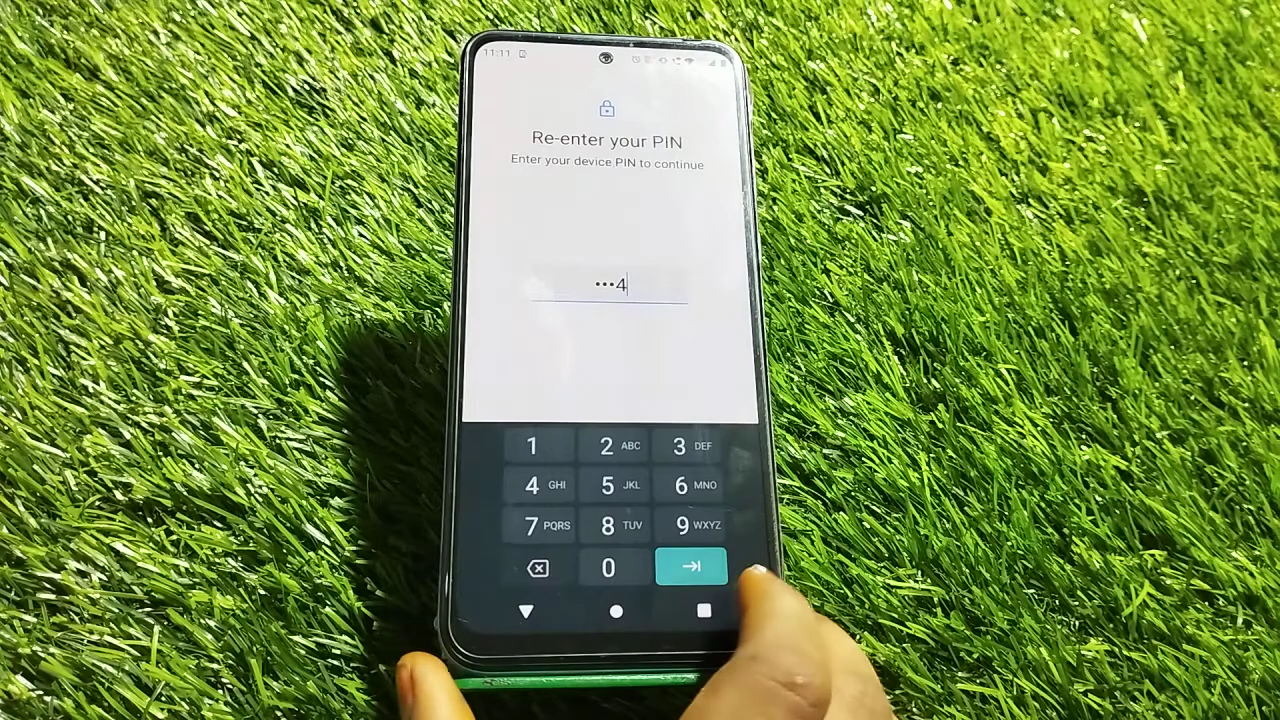 11:11
Re-enter your PIN
Enter your device PIN to continue
•••4
1
2 ABC
3 DEF
4 GHI
5 JKL
6 MNO
7 PQRS
8 TUV
9 WXYZ
0